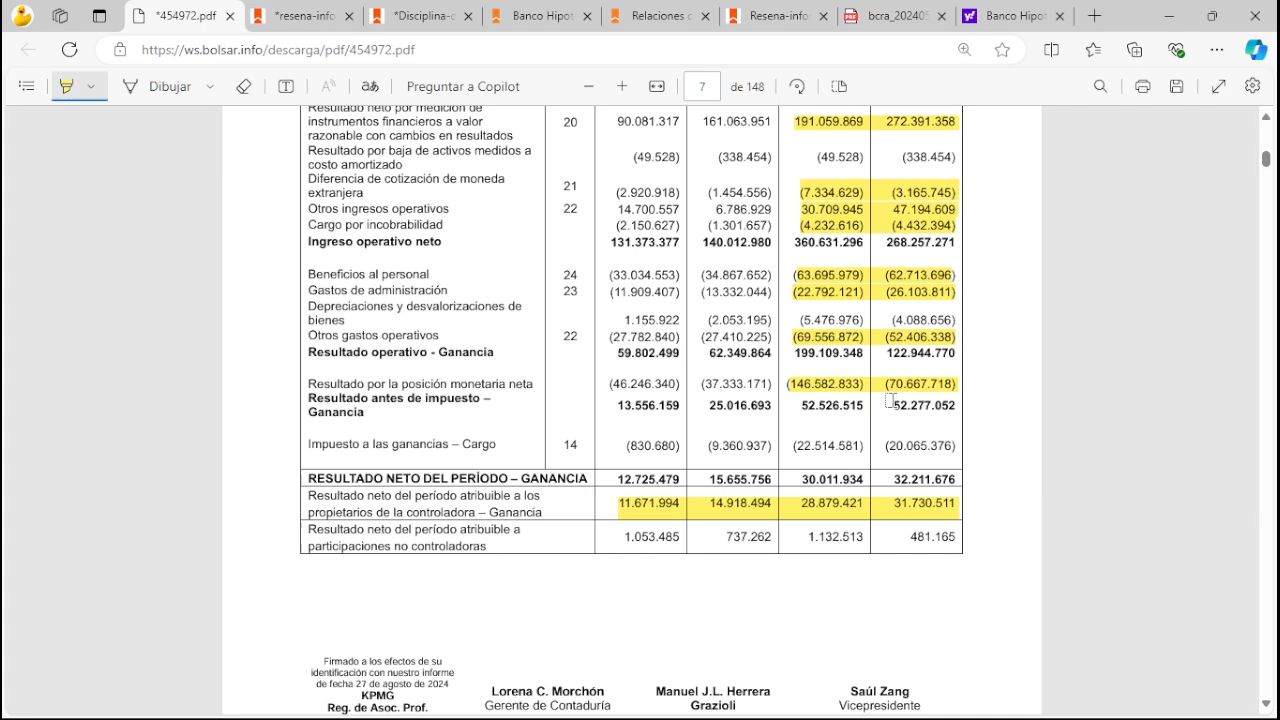 *454972.pdf
*resena-info
*Disciplina-c
Banco Hipot
Relaciones c
Resena-info
bcra_202405
Banco Hipot
https://ws.bolsar.info/descarga/pdf/454972.pdf
Dibujar
Preguntar a Copilot
7 de 148
Resultado neto por medición de
instrumentos financieros a valor 20 90.081.317 161.063.951 191.059.869 272.391.358
razonable con cambios en resultados
Resultado por baja de activos medidos a (49.528) (338.454) (49.528) (338.454)
costo amortizado
Diferencia de cotización de moneda 21
extranjera (2.920.918) (1.454.556) (7.334.629) (3.165.745)
Otros ingresos operativos 22 14.700.557 6.786.929 30.709.945 47.194.609
Cargo por incobrabilidad (2.150.627) (1.301.657) (4.232.616) (4.432.394)
Ingreso operativo neto 131.373.377 140.012.980 360.631.296 268.257.271
Beneficios al personal 24 (33.034.553) (34.867.652) (63.695.979) (62.713.696)
Gastos de administración 23 (11.909.407) (13.332.044) (22.792.121) (26.103.811)
Depreciaciones y desvalorizaciones de
bienes 1.155.922 (2.053.195) (5.476.976) (4.088.656)
Otros gastos operativos 22 (27.782.840) (27.410.225) (69.556.872) (52.406.338)
Resultado operativo - Ganancia 59.802.499 62.349.864 199.109.348 122.944.770
Resultado por la posición monetaria neta (46.246.340) (37.333.171) (146.582.833) (70.667.718)
Resultado antes de impuesto –
Ganancia 13.556.159 25.016.693 52.526.515 52.277.052
Impuesto a las ganancias – Cargo 14 (830.680) (9.360.937) (22.514.581) (20.065.376)
RESULTADO NETO DEL PERÍODO – GANANCIA 12.725.479 15.655.756 30.011.934 32.211.676
Resultado neto del período atribuible a los
propietarios de la controladora – Ganancia 11.671.994 14.918.494 28.879.421 31.730.511
Resultado neto del período atribuible a
participaciones no controladoras 1.053.485 737.262 1.132.513 481.165
Firmado a los efectos de su
identificación con nuestro informe
de fecha 27 de agosto de 2024
KPMG
Reg. de Asoc. Prof.
Lorena C. Morchón
Gerente de Contaduría
Manuel J.L. Herrera
Grazioli
Saúl Zang
Vicepresidente